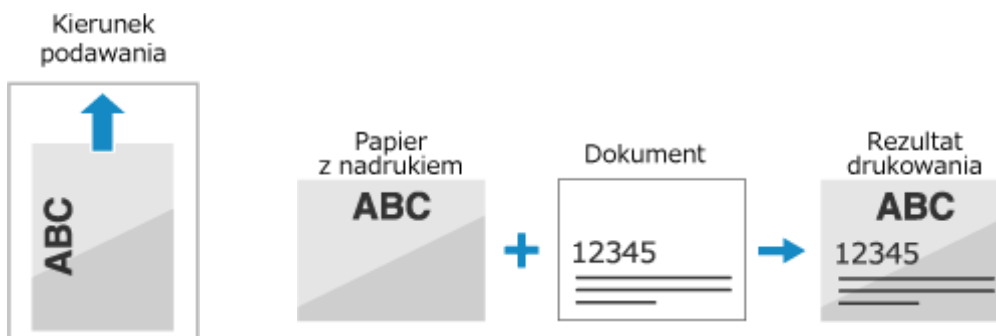 Kierunek
podawania
ABC
Papier
z nadrukiem
ABC
Dokument
12345
Rezultat
drukowania
ABC
12345